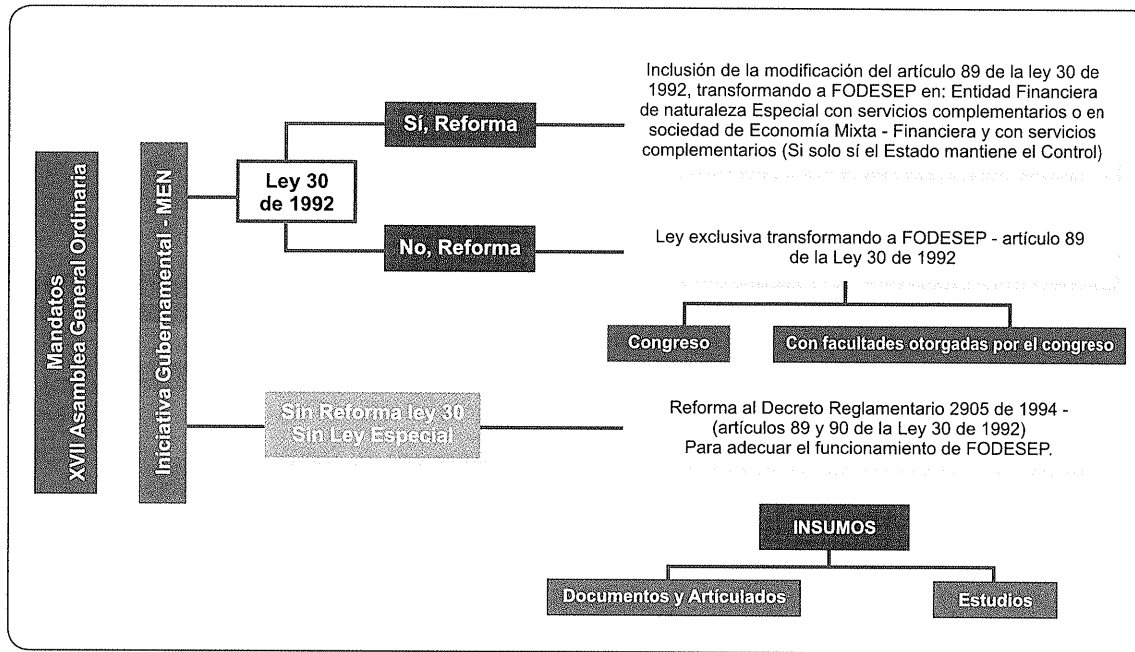 Mandatos
XVII Asamblea General Ordinaria
Iniciativa Gubernamental - MEN
Ley 30
de 1992
Sí, Reforma
Inclusión de la modificación del artículo 89 de la ley 30 de
1992, transformando a FODESEP en: Entidad Financiera
de naturaleza Especial con servicios complementarios o en
sociedad de Economía Mixta - Financiera y con servicios
complementarios (Si solo sí el Estado mantiene el Control)
No, Reforma
Ley exclusiva transformando a FODESEP - artículo 89
de la Ley 30 de 1992
Congreso
Con facultades otorgadas por el congreso
Sin Reforma ley 30
Sin Ley Especial
Reforma al Decreto Reglamentario 2905 de 1994 -
(artículos 89 y 90 de la Ley 30 de 1992)
Para adecuar el funcionamiento de FODESEP.
INSUMOS
Documentos y Articulados
Estudios